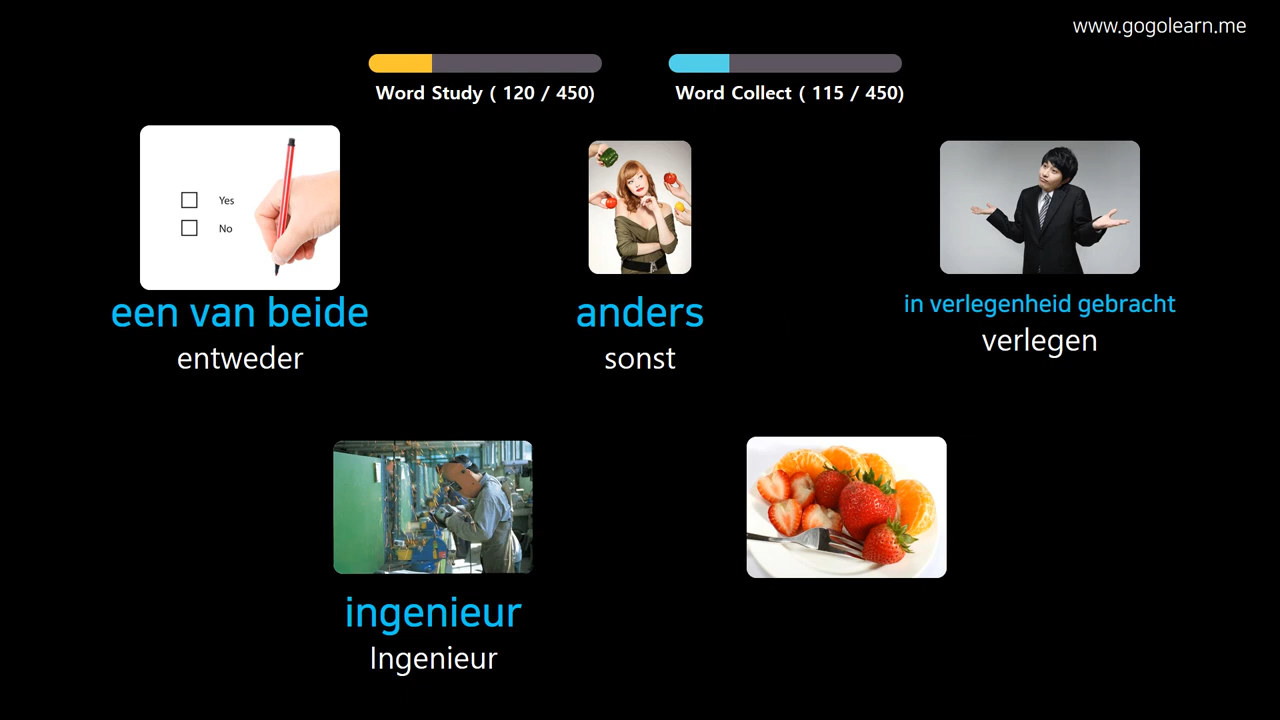 www.gogolearn.me
Word Study ( 120 / 450)
Word Collect ( 115 / 450)
Yes
No
een van beide
entweder
anders
sonst
in verlegenheid gebracht
verlegen
ingenieur
Ingenieur